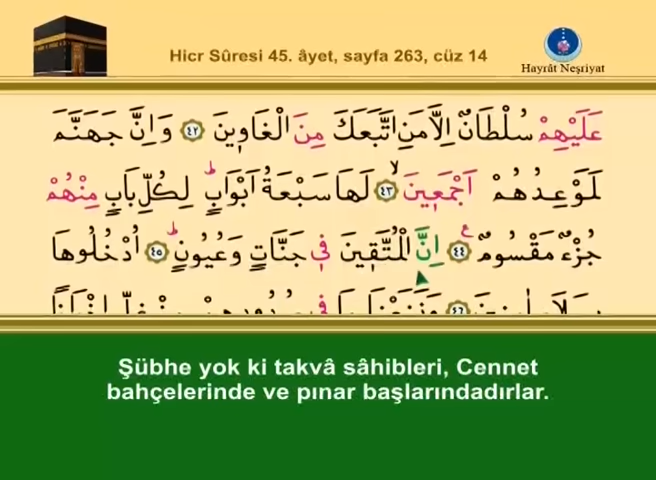 Hicr Sûresi 45. âyet, sayfa 263, cüz 14
Hayrât Neşriyat
عَلَيْهِمْ سُلْطَانٌ اِلَّا مَنِ اتَّبَعَكَ مِنَ الْغَاوٖينَ ﴿٤٢﴾ وَاِنَّ جَهَنَّمَ
لَمَوْعِدُهُمْ اَجْمَعٖينَ ﴿٤٣﴾ لَهَا سَبْعَةُ اَبْوَابٍ لِكُلِّ بَابٍ مِنْهُمْ
جُزْءٌ مَقْسُومٌ ﴿٤٤﴾ اِنَّ الْمُتَّقٖينَ فٖى جَنَّاتٍ وَعُيُونٍ ﴿٤٥﴾ اُدْخُلُوهَا
Şübhe yok ki takvâ sâhibleri, Cennet
bahçelerinde ve pınar başlarındadırlar.